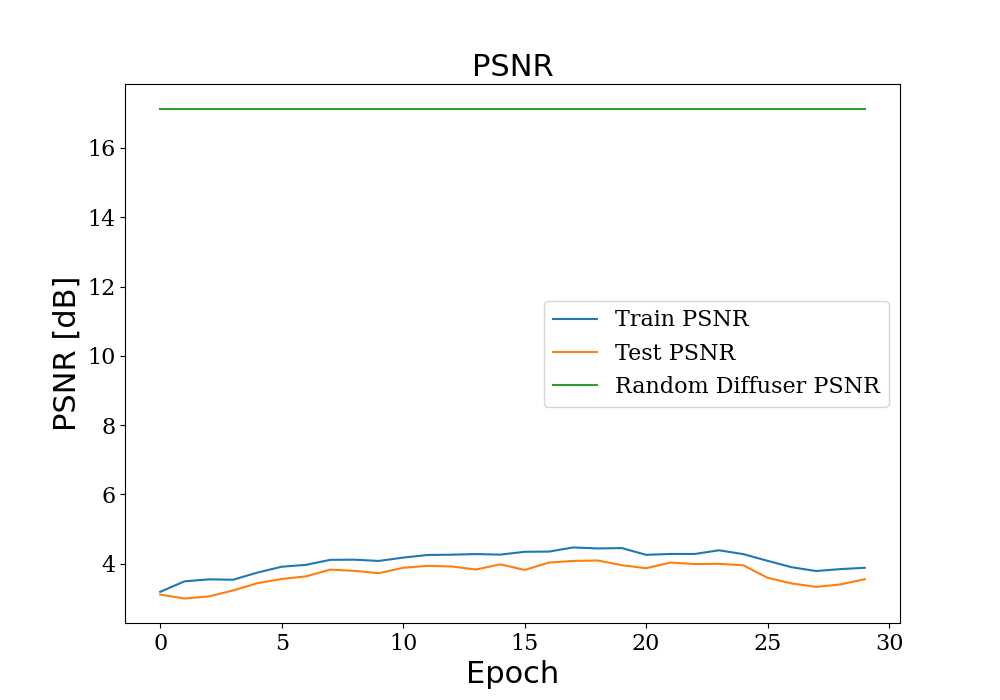 PSNR
PSNR [dB]
16
14
12
10
8
6
4
Train PSNR
Test PSNR
Random Diffuser PSNR
0 5 10 15 20 25 30
Epoch